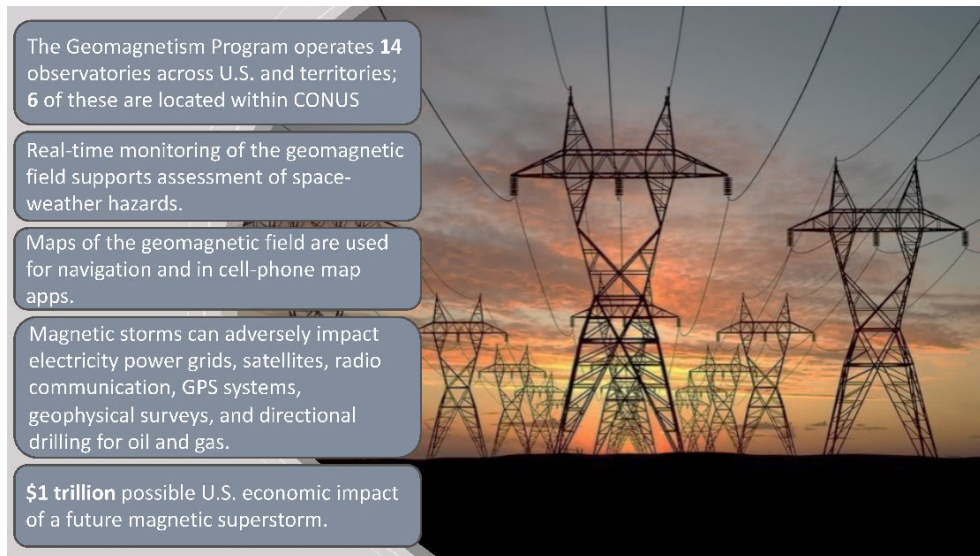 The Geomagnetism Program operates 14
observatories across U.S. and territories;
6 of these are located within CONUS
Real-time monitoring of the geomagnetic
field supports assessment of space-
weather hazards.
Maps of the geomagnetic field are used
for navigation and in cell-phone map
apps.
Magnetic storms can adversely impact
electricity power grids, satellites, radio
communication, GPS systems,
geophysical surveys, and directional
drilling for oil and gas.
$1 trillion possible U.S. economic impact
of a future magnetic superstorm.